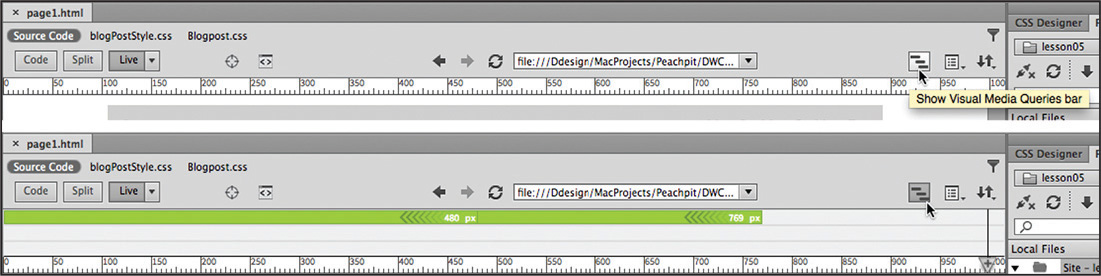 × page1.html
Source Code blogPostStyle.css Blogpost.css
CSS Designer
Code Split Live file:///Ddesign/MacProjects/Peachpit/DWC...
lesson05
0 50 100 150 200 250 300 350 400 450 500 550 600 650 700 750 800 850 900 950 1000
Show Visual Media Queries bar
Local Files
× page1.html
Source Code blogPostStyle.css Blogpost.css
CSS Designer
Code Split Live file:///Ddesign/MacProjects/Peachpit/DWC...
lesson05
480 px 769 px
Local Files
0 50 100 150 200 250 300 350 400 450 500 550 600 650 700 750 800 850 900 950
Site – le